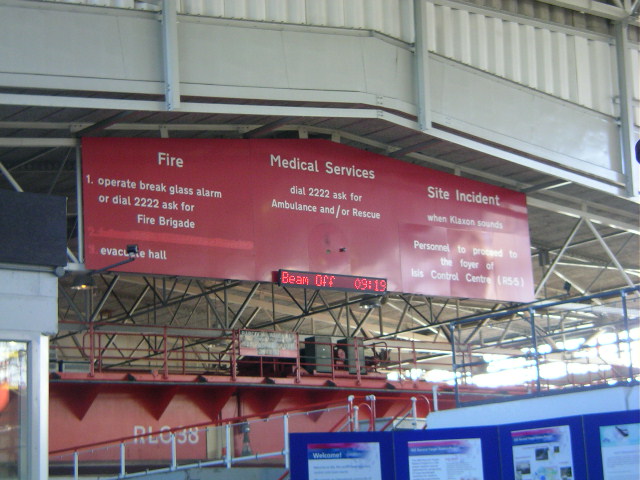 Fire
1. operate break glass alarm
or dial 2222 ask for
Fire Brigade
3. evacuate hall
Medical Services
dial 2222 ask for
Ambulance and/or Rescue
Site Incident
when Klaxon sounds
Personnel to proceed to
the foyer of
Isis Control Centre (R5·5)
Beam Off 09:19
Welcome!